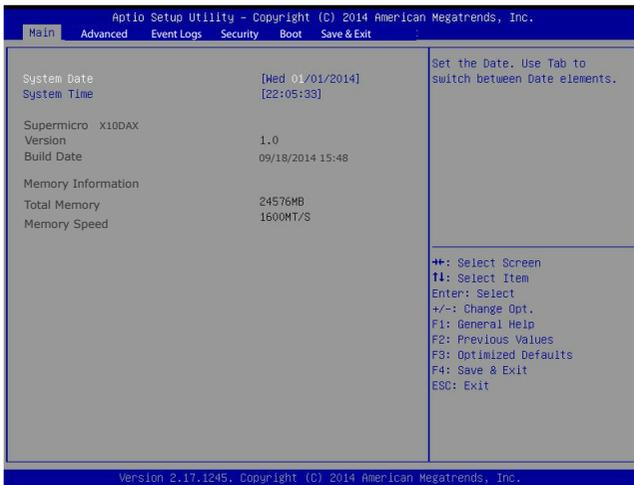 Aptio Setup Utility – Copyright (C) 2014 American Megatrends, Inc.
Main Advanced Event Logs Security Boot Save & Exit
System Date [Wed 01/01/2014]
System Time [22:05:33]
Supermicro X10DAX
Version 1.0
Build Date 09/18/2014 15:48
Memory Information
Total Memory 24576MB
Memory Speed 1600MT/S
Set the Date. Use Tab to
switch between Date elements.
→←: Select Screen
↑↓: Select Item
Enter: Select
+/-: Change Opt.
F1: General Help
F2: Previous Values
F3: Optimized Defaults
F4: Save & Exit
ESC: Exit
Version 2.17.1245. Copyright (C) 2014 American Megatrends, Inc.